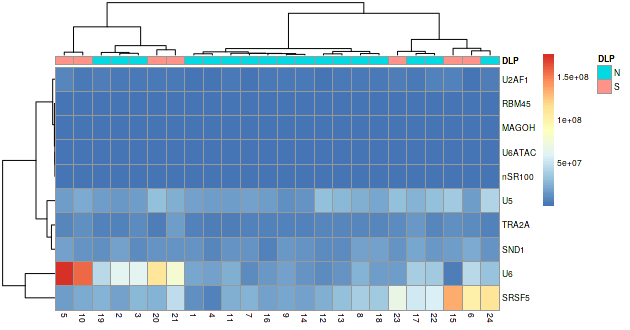 DLP
DLP
N
S
1.5e+08
1e+08
5e+07
U2AF1
RBM45
MAGOH
U6ATAC
nSR100
U5
TRA2A
SND1
U6
SRSF5
5 10 19 2 3 20 21 1 4 11 7 16 9 14 12 13 8 18 23 17 22 15 6 24